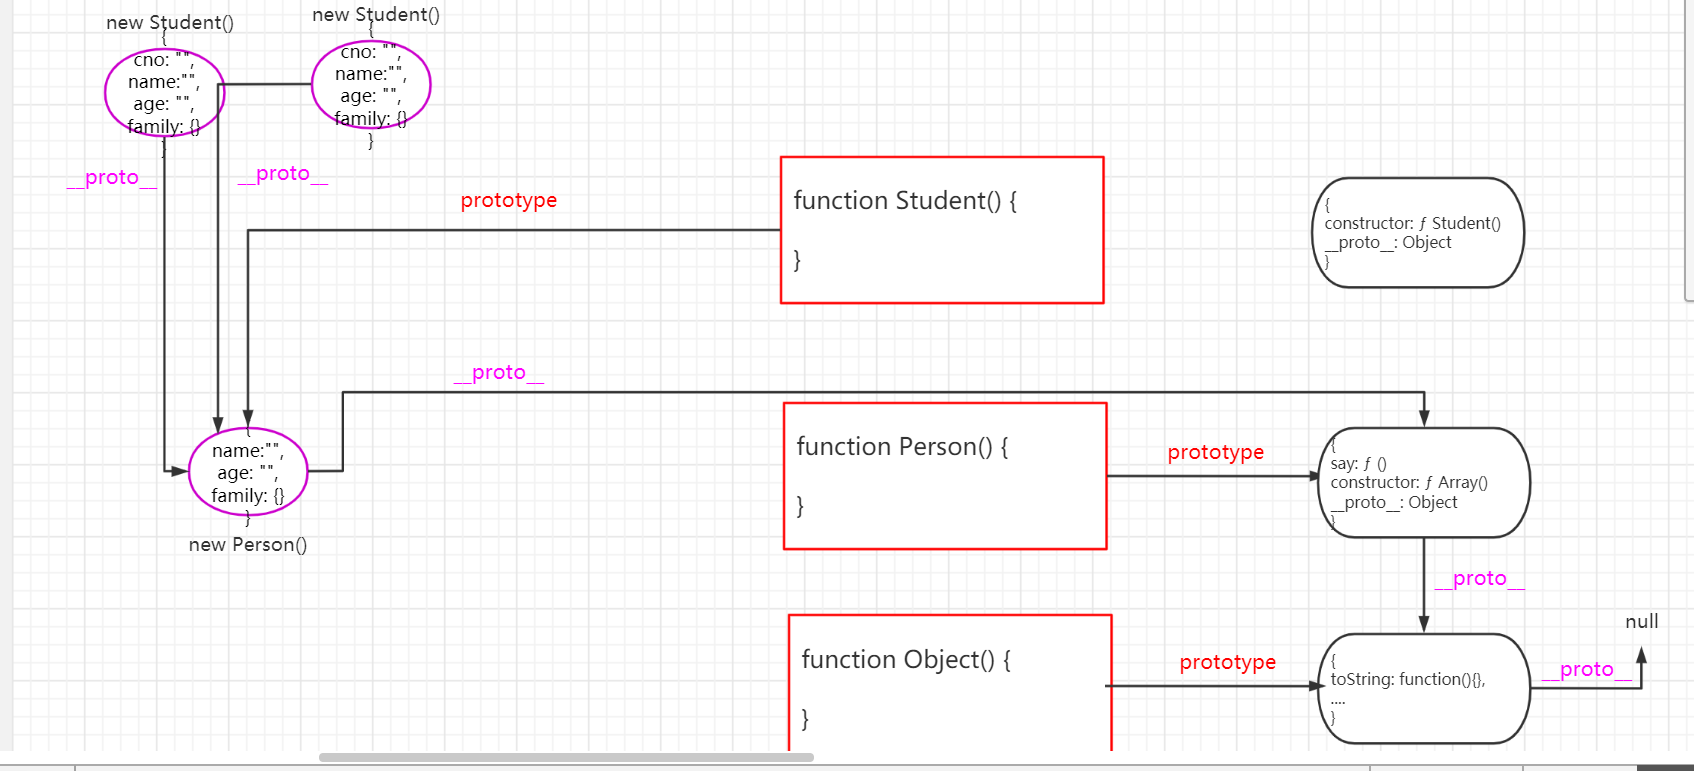 new Student()
{
cno: "",
name:"",
age: "",
family: {}
}
new Student()
{
cno: "",
name:"",
age: "",
family: {}
}
__proto__
__proto__
prototype
function Student() {
}
{
constructor: ƒ Student()
__proto__: Object
}
__proto__
{
name:"",
age: "",
family: {}
}
new Person()
function Person() {
}
prototype
{
say: ƒ ()
constructor: ƒ Array()
__proto__: Object
}
__proto__
function Object() {
}
prototype
{
toString: function(){},
....
}
__proto__
null